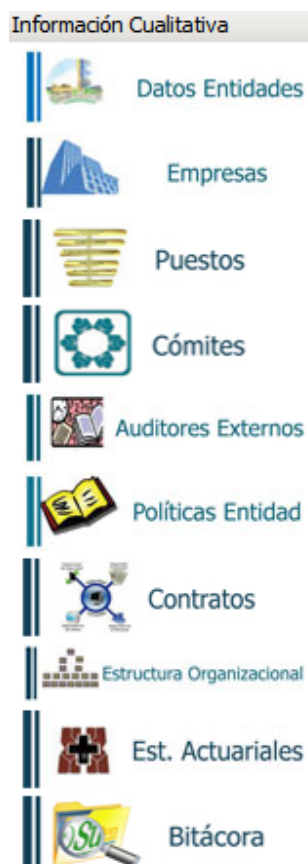 Información Cualitativa
Datos Entidades
Empresas
Puestos
Cómites
Auditores Externos
Políticas Entidad
Contratos
Estructura Organizacional
Est. Actuariales
Bitácora